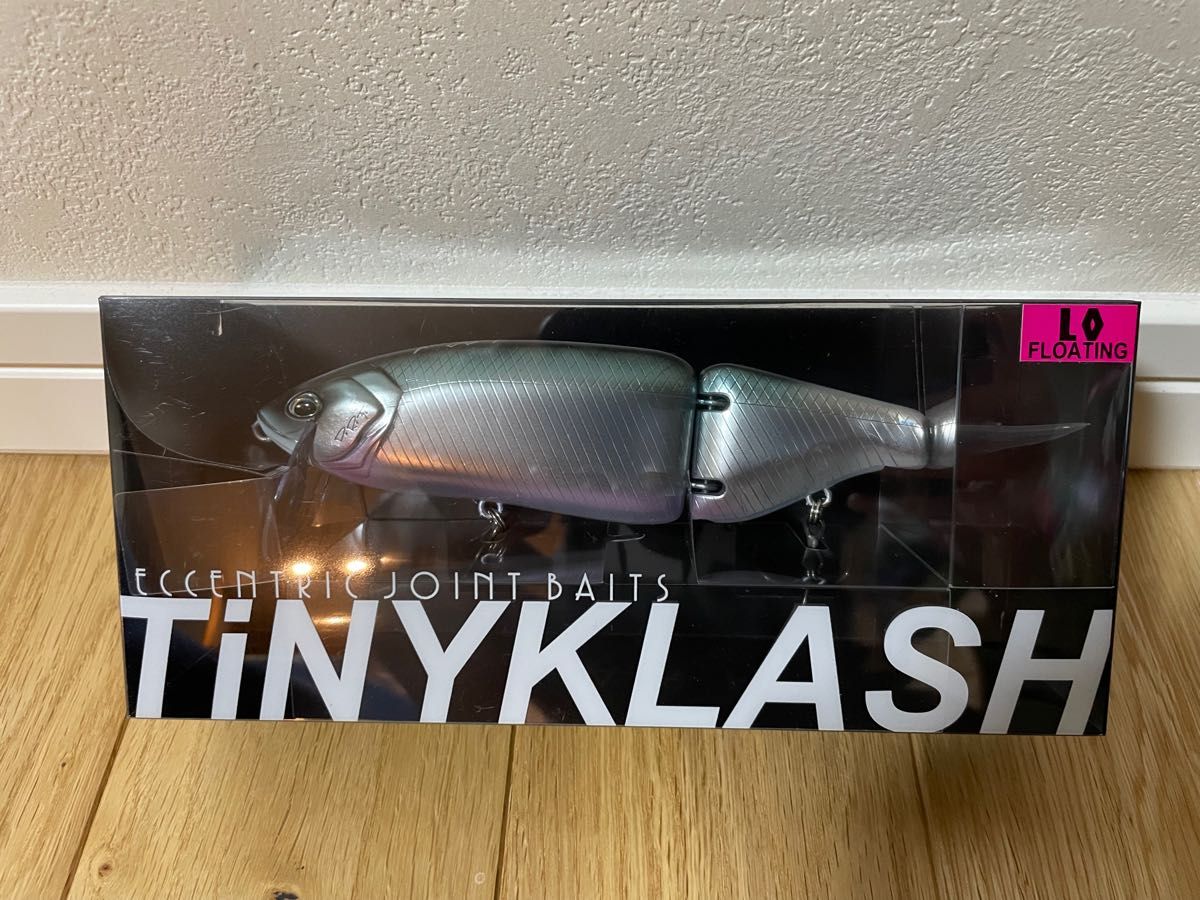 LO
FLOATING
ECCENTRIC JOINT BAITS
TiNYKLASH